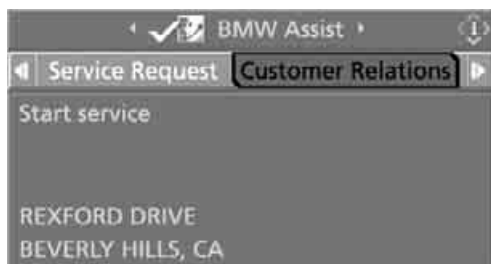 BMW Assist
Service Request Customer Relations
Start service
REXFORD DRIVE
BEVERLY HILLS, CA